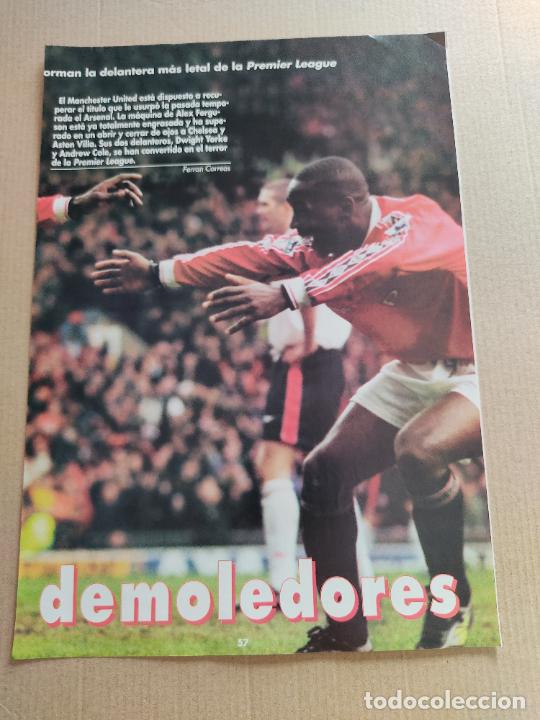 orman la delantera más letal de la Premier League
El Manchester United está dispuesto a recu-
perar el título que le usurpó la pasada tempo-
rada el Arsenal. La máquina de Alex Fergu-
son está ya totalmente engrasada y ha supe-
rado en un abrir y cerrar de ojos a Chelsea y
Aston Villa. Sus dos delanteros, Dwight Yorke
y Andrew Cole, se han convertido en el terror
de la Premier League.
Ferran Correas
demoledores
57
todocoleccion
todocoleccion.net